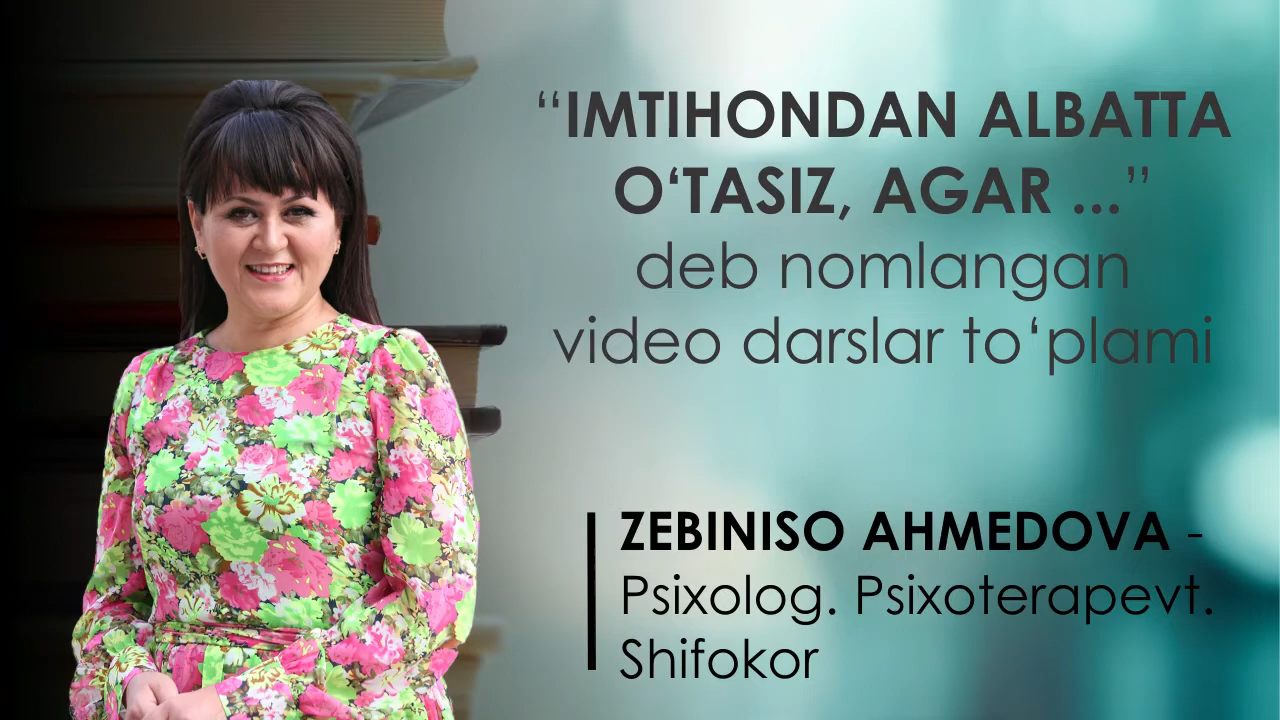 “IMTIHONDAN ALBATTA
O‘TASIZ, AGAR ...”
deb nomlangan
video darslar to‘plami
ZEBINISO AHMEDOVA -
Psixolog. Psixoterapevt.
Shifokor